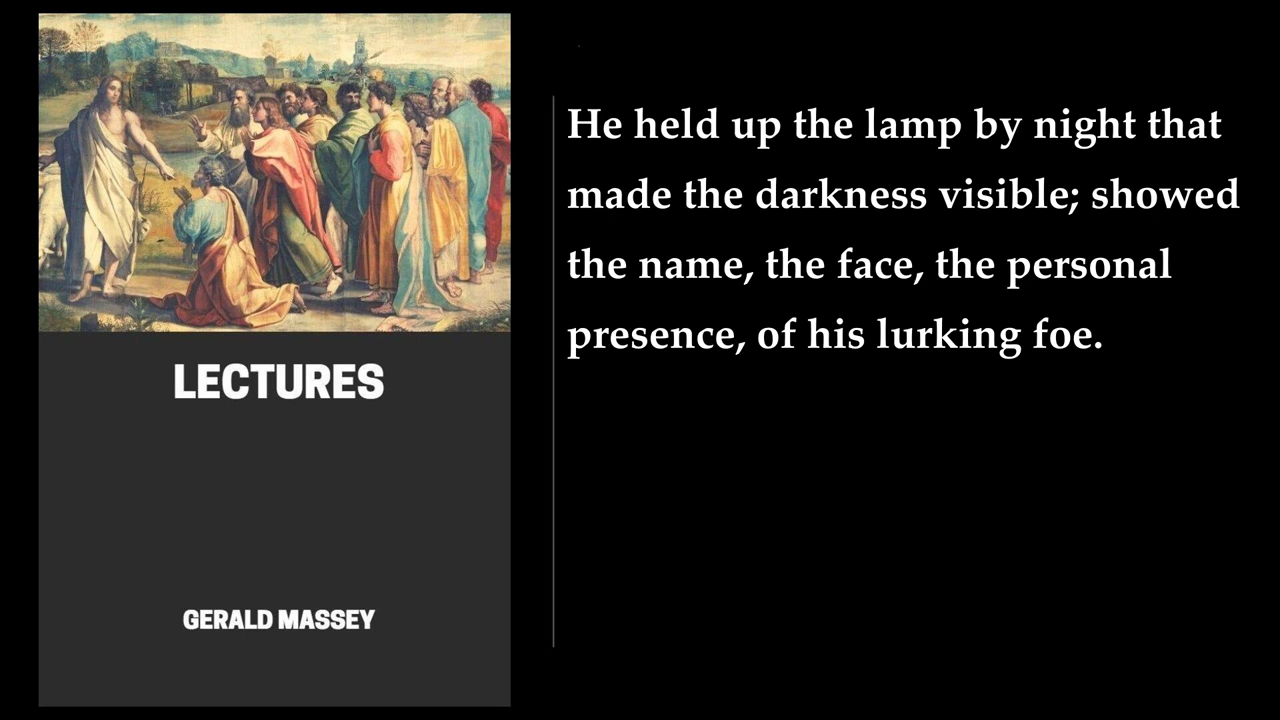 LECTURES
GERALD MASSEY
He held up the lamp by night that
made the darkness visible; showed
the name, the face, the personal
presence, of his lurking foe.